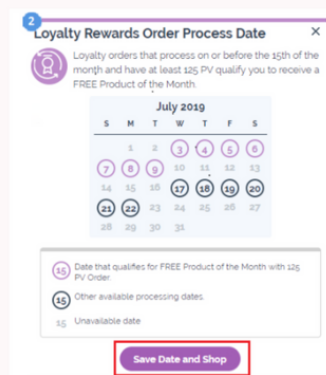 2
Loyalty Rewards Order Process Date ×
Loyalty orders that process on or before the 15th of the
month and have at least 125 PV qualify you to receive a
FREE Product of the Month.
July 2019
S M T W T F S
1 2 3 4 5 6
7 8 9 10 11 12 13
14 15 16 17 18 19 20
21 22 23 24 25 26 27
28 29 30 31
15 Date that qualifies for FREE Product of the Month with 125
PV Order.
15 Other available processing dates.
15 Unavailable date
Save Date and Shop